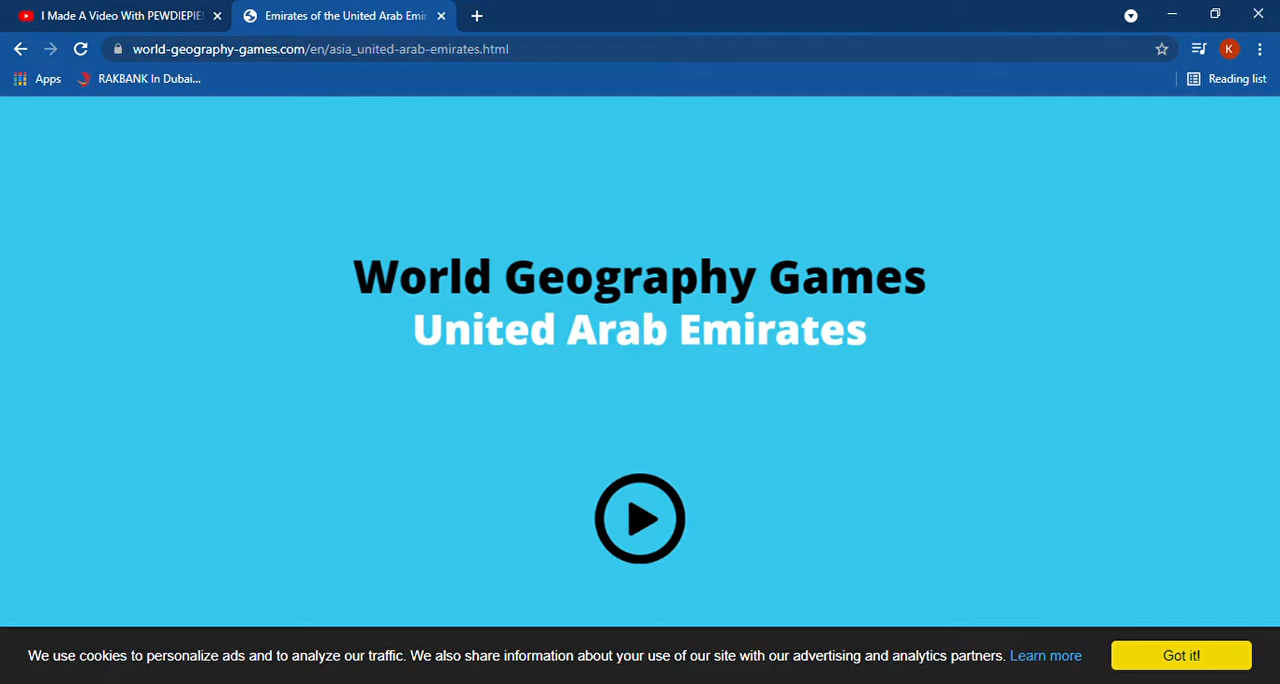 I Made A Video With PEWDIEPIE!
Emirates of the United Arab Emir
world-geography-games.com/en/asia_united-arab-emirates.html
K
Apps
RAKBANK In Dubai...
Reading list
World Geography Games
United Arab Emirates
We use cookies to personalize ads and to analyze our traffic. We also share information about your use of our site with our advertising and analytics partners. Learn more
Got it!